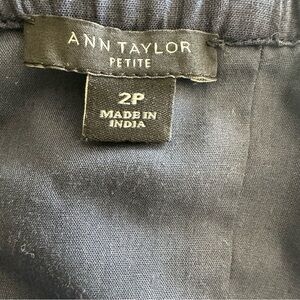 ANN TAYLOR
PETITE
2P
MADE IN
INDIA